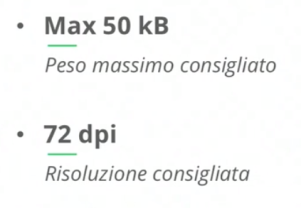 • Max 50 kB
Peso massimo consigliato
• 72 dpi
Risoluzione consigliata